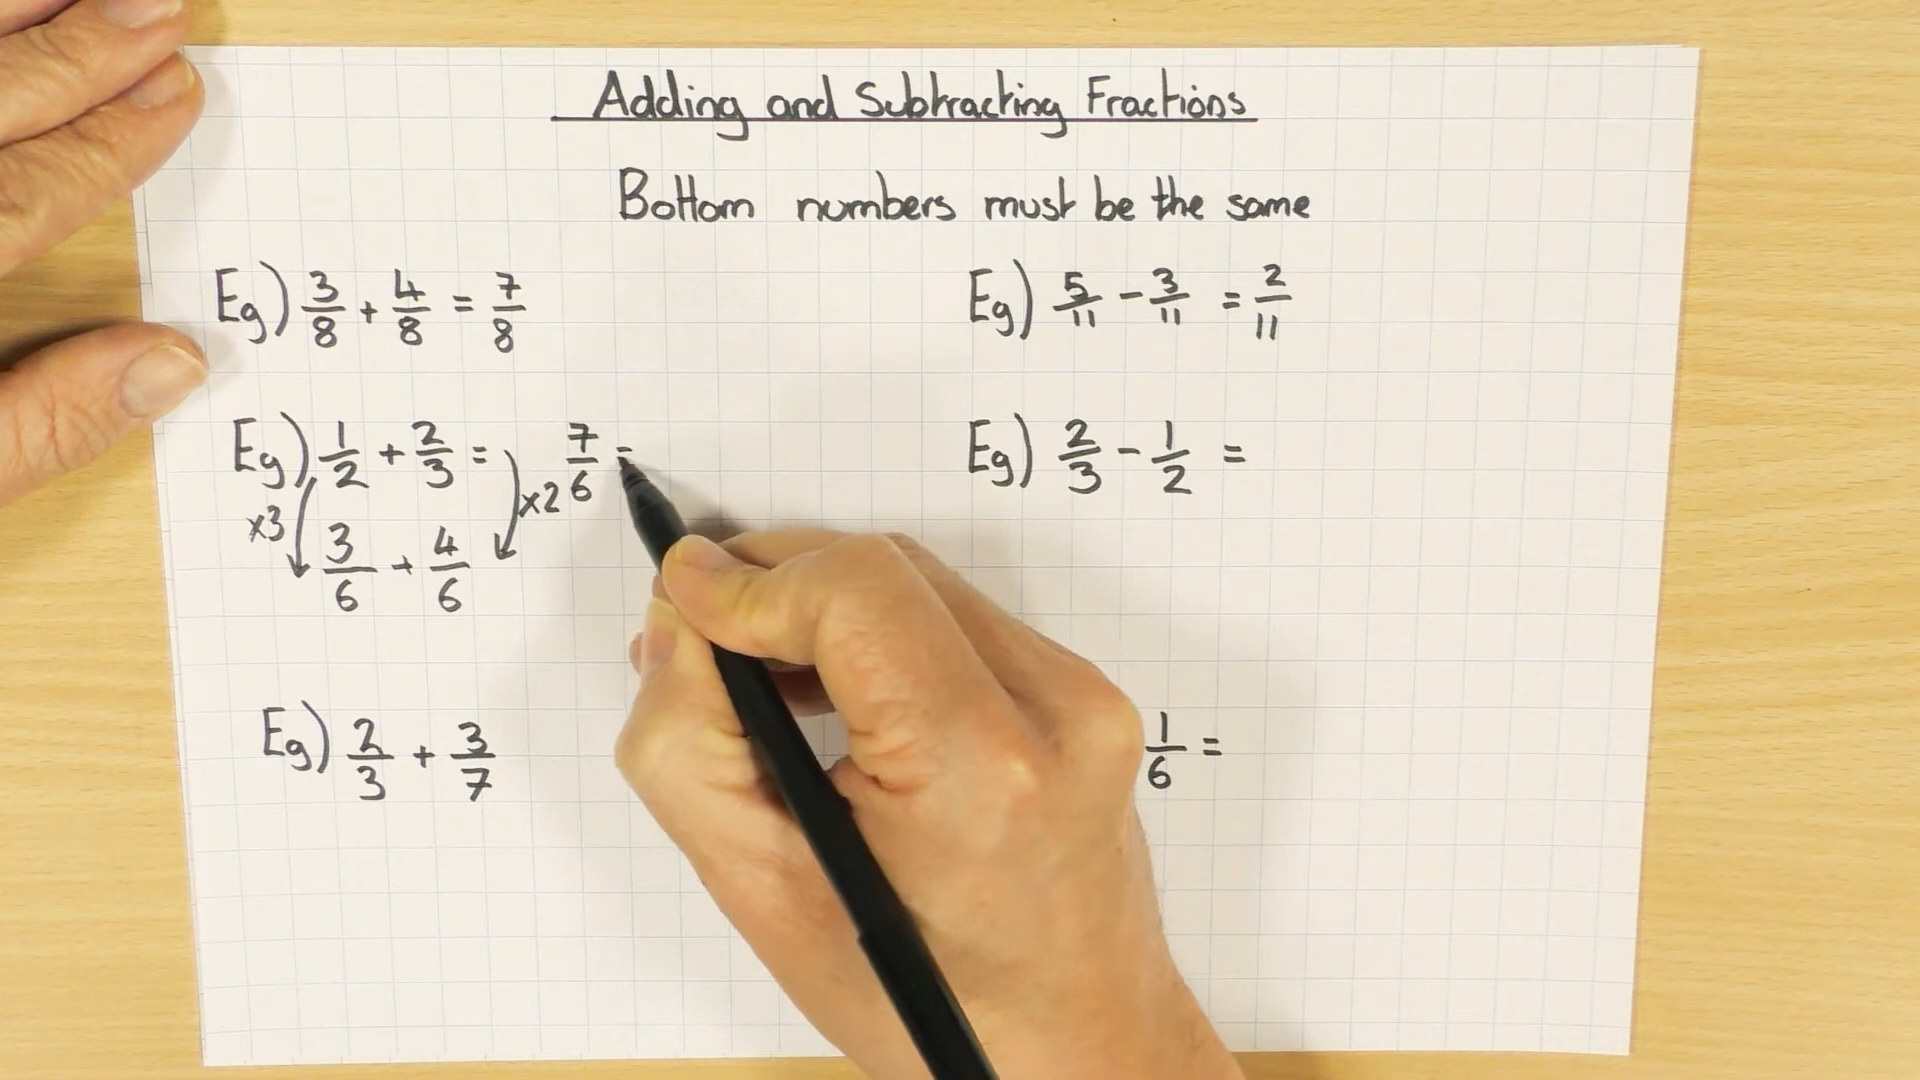 Adding and Subtracting Fractions
Bottom numbers must be the same
Eg) 3/8 + 4/8 = 7/8
Eg) 5/11 - 3/11 = 2/11
Eg) 1/2 + 2/3 = 7/6 =
×3 ×2
3/6 + 4/6
Eg) 2/3 - 1/2 =
Eg) 2/3 + 3/7
1/6 =